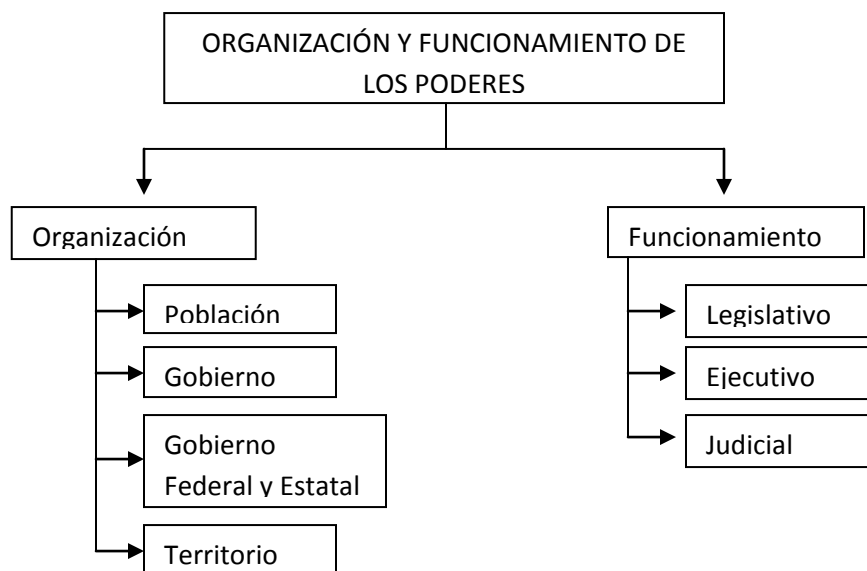 ORGANIZACIÓN Y FUNCIONAMIENTO DE
LOS PODERES
Organización
Funcionamiento
Población
Legislativo
Gobierno
Ejecutivo
Gobierno
Federal y Estatal
Judicial
Territorio